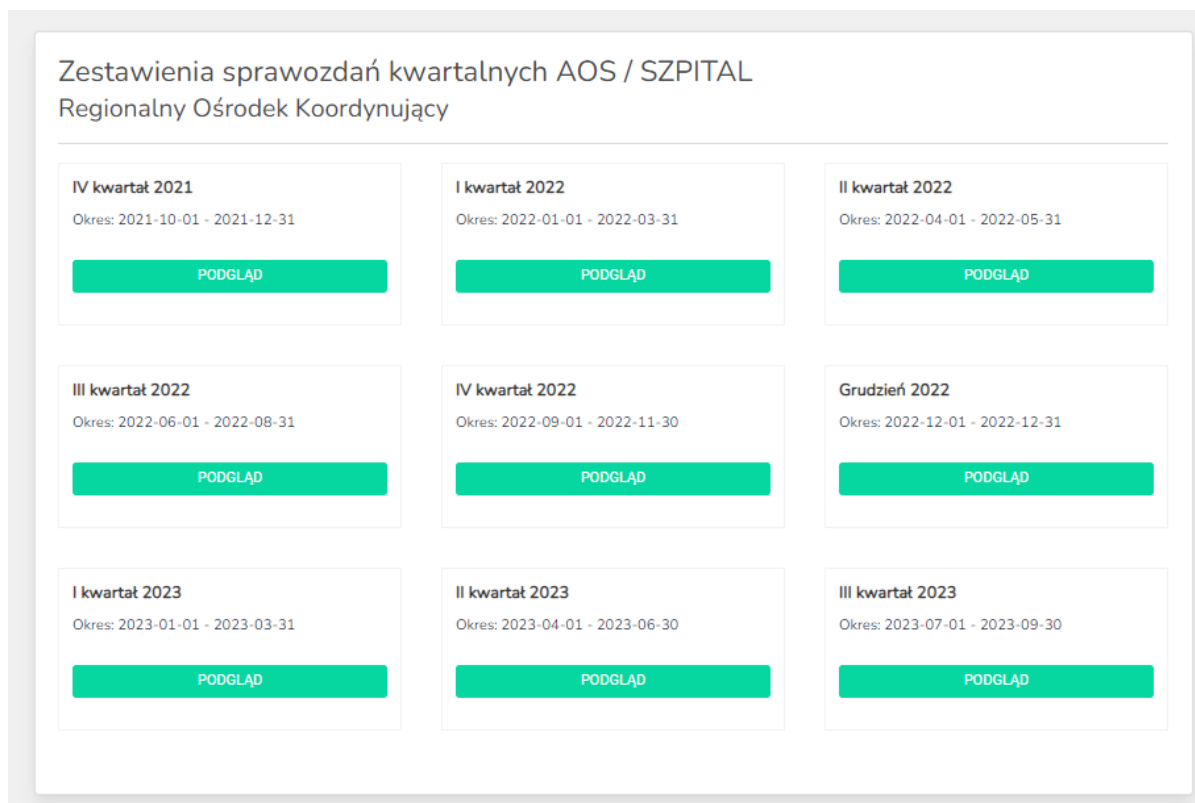 Zestawienia sprawozdań kwartalnych AOS / SZPITAL
Regionalny Ośrodek Koordynujący
IV kwartał 2021
Okres: 2021-10-01 - 2021-12-31
PODGLĄD
I kwartał 2022
Okres: 2022-01-01 - 2022-03-31
PODGLĄD
II kwartał 2022
Okres: 2022-04-01 - 2022-05-31
PODGLĄD
III kwartał 2022
Okres: 2022-06-01 - 2022-08-31
PODGLĄD
IV kwartał 2022
Okres: 2022-09-01 - 2022-11-30
PODGLĄD
Grudzień 2022
Okres: 2022-12-01 - 2022-12-31
PODGLĄD
I kwartał 2023
Okres: 2023-01-01 - 2023-03-31
PODGLĄD
II kwartał 2023
Okres: 2023-04-01 - 2023-06-30
PODGLĄD
III kwartał 2023
Okres: 2023-07-01 - 2023-09-30
PODGLĄD